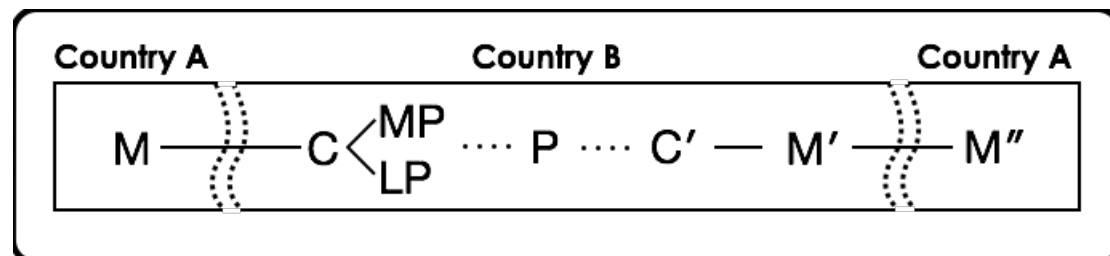 Country A Country B Country A
MP
M — C ···· P ···· C′ — M′ — M″
LP